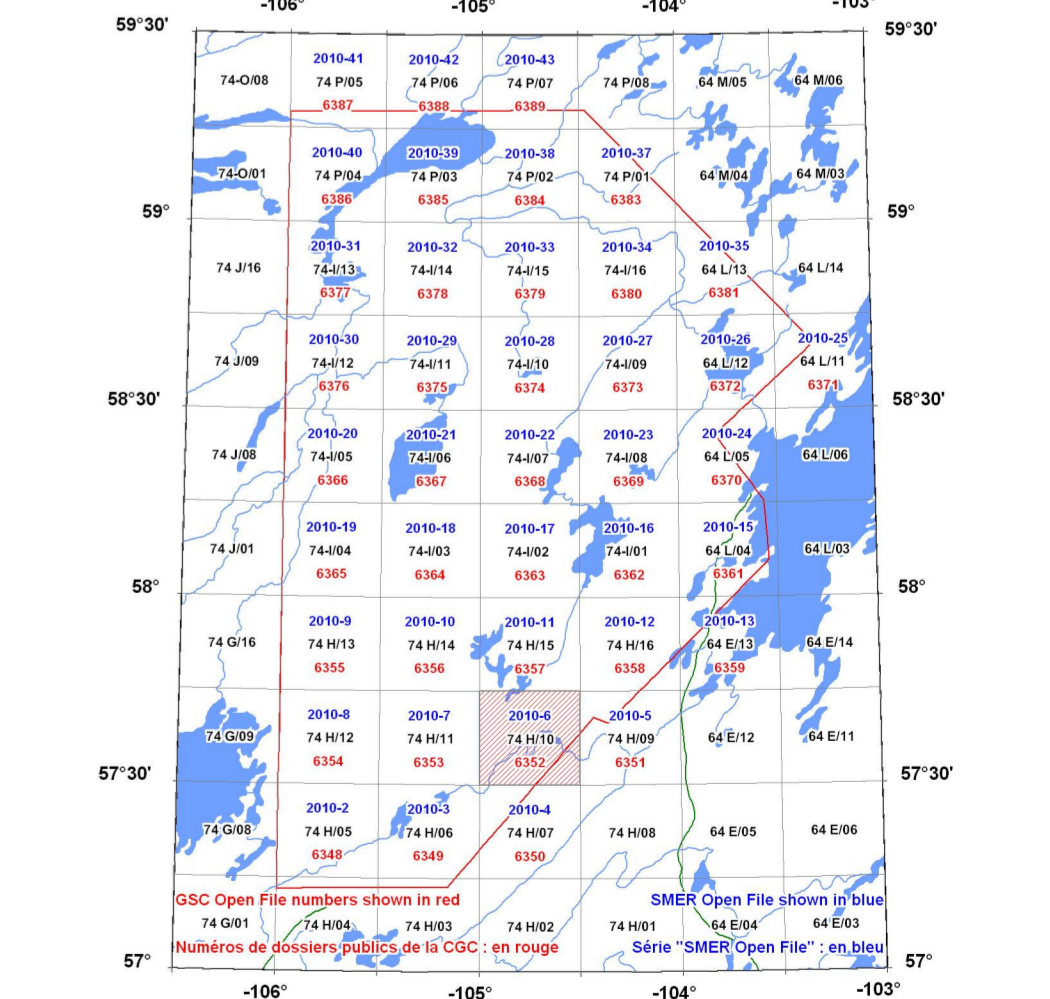 -106° -105° -104° -103°
59°30' 59°30'
2010-41 2010-42 2010-43
74-O/08 74 P/05 74 P/06 74 P/07 74 P/08 64 M/05 64 M/06
6387 6388 6389
2010-40 2010-39 2010-38 2010-37
74-O/01 74 P/04 74 P/03 74 P/02 74 P/01 64 M/04 64 M/03
6386 6385 6384 6383
59° 59°
2010-31 2010-32 2010-33 2010-34 2010-35
74 J/16 74-I/13 74-I/14 74-I/15 74-I/16 64 L/13 64 L/14
6377 6378 6379 6380 6381
2010-30 2010-29 2010-28 2010-27 2010-26 2010-25
74 J/09 74-I/12 74-I/11 74-I/10 74-I/09 64 L/12 64 L/11
6376 6375 6374 6373 6372 6371
58°30' 58°30'
2010-20 2010-21 2010-22 2010-23 2010-24
74 J/08 74-I/05 74-I/06 74-I/07 74-I/08 64 L/05 64 L/06
6366 6367 6368 6369 6370
2010-19 2010-18 2010-17 2010-16 2010-15
74 J/01 74-I/04 74-I/03 74-I/02 74-I/01 64 L/04 64 L/03
6365 6364 6363 6362 6361
58° 58°
2010-9 2010-10 2010-11 2010-12 2010-13
74 G/16 74 H/13 74 H/14 74 H/15 74 H/16 64 E/13 64 E/14
6355 6356 6357 6358 6359
2010-8 2010-7 2010-6 2010-5
74 G/09 74 H/12 74 H/11 74 H/10 74 H/09 64 E/12 64 E/11
6354 6353 6352 6351
57°30' 57°30'
2010-2 2010-3 2010-4
74 G/08 74 H/05 74 H/06 74 H/07 74 H/08 64 E/05 64 E/06
6348 6349 6350
GSC Open File numbers shown in red SMER Open File shown in blue
74 G/01 74 H/04 74 H/03 74 H/02 74 H/01 64 E/04 64 E/03
Numéros de dossiers publics de la CGC : en rouge Série "SMER Open File" : en bleu
57° 57°
-106° -105° -104° -103°